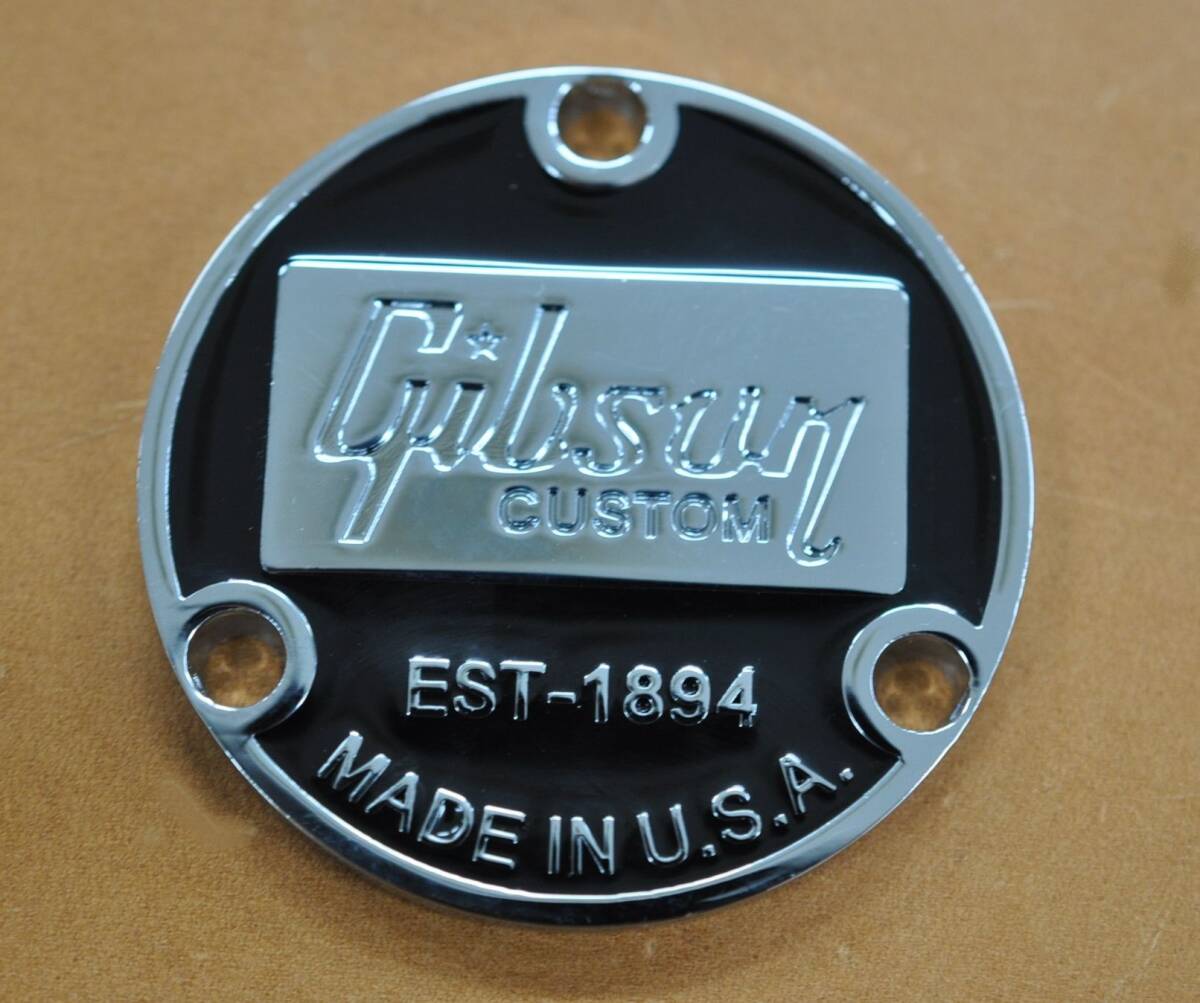 Gibson
CUSTOM
EST-1894
MADE IN U.S.A.